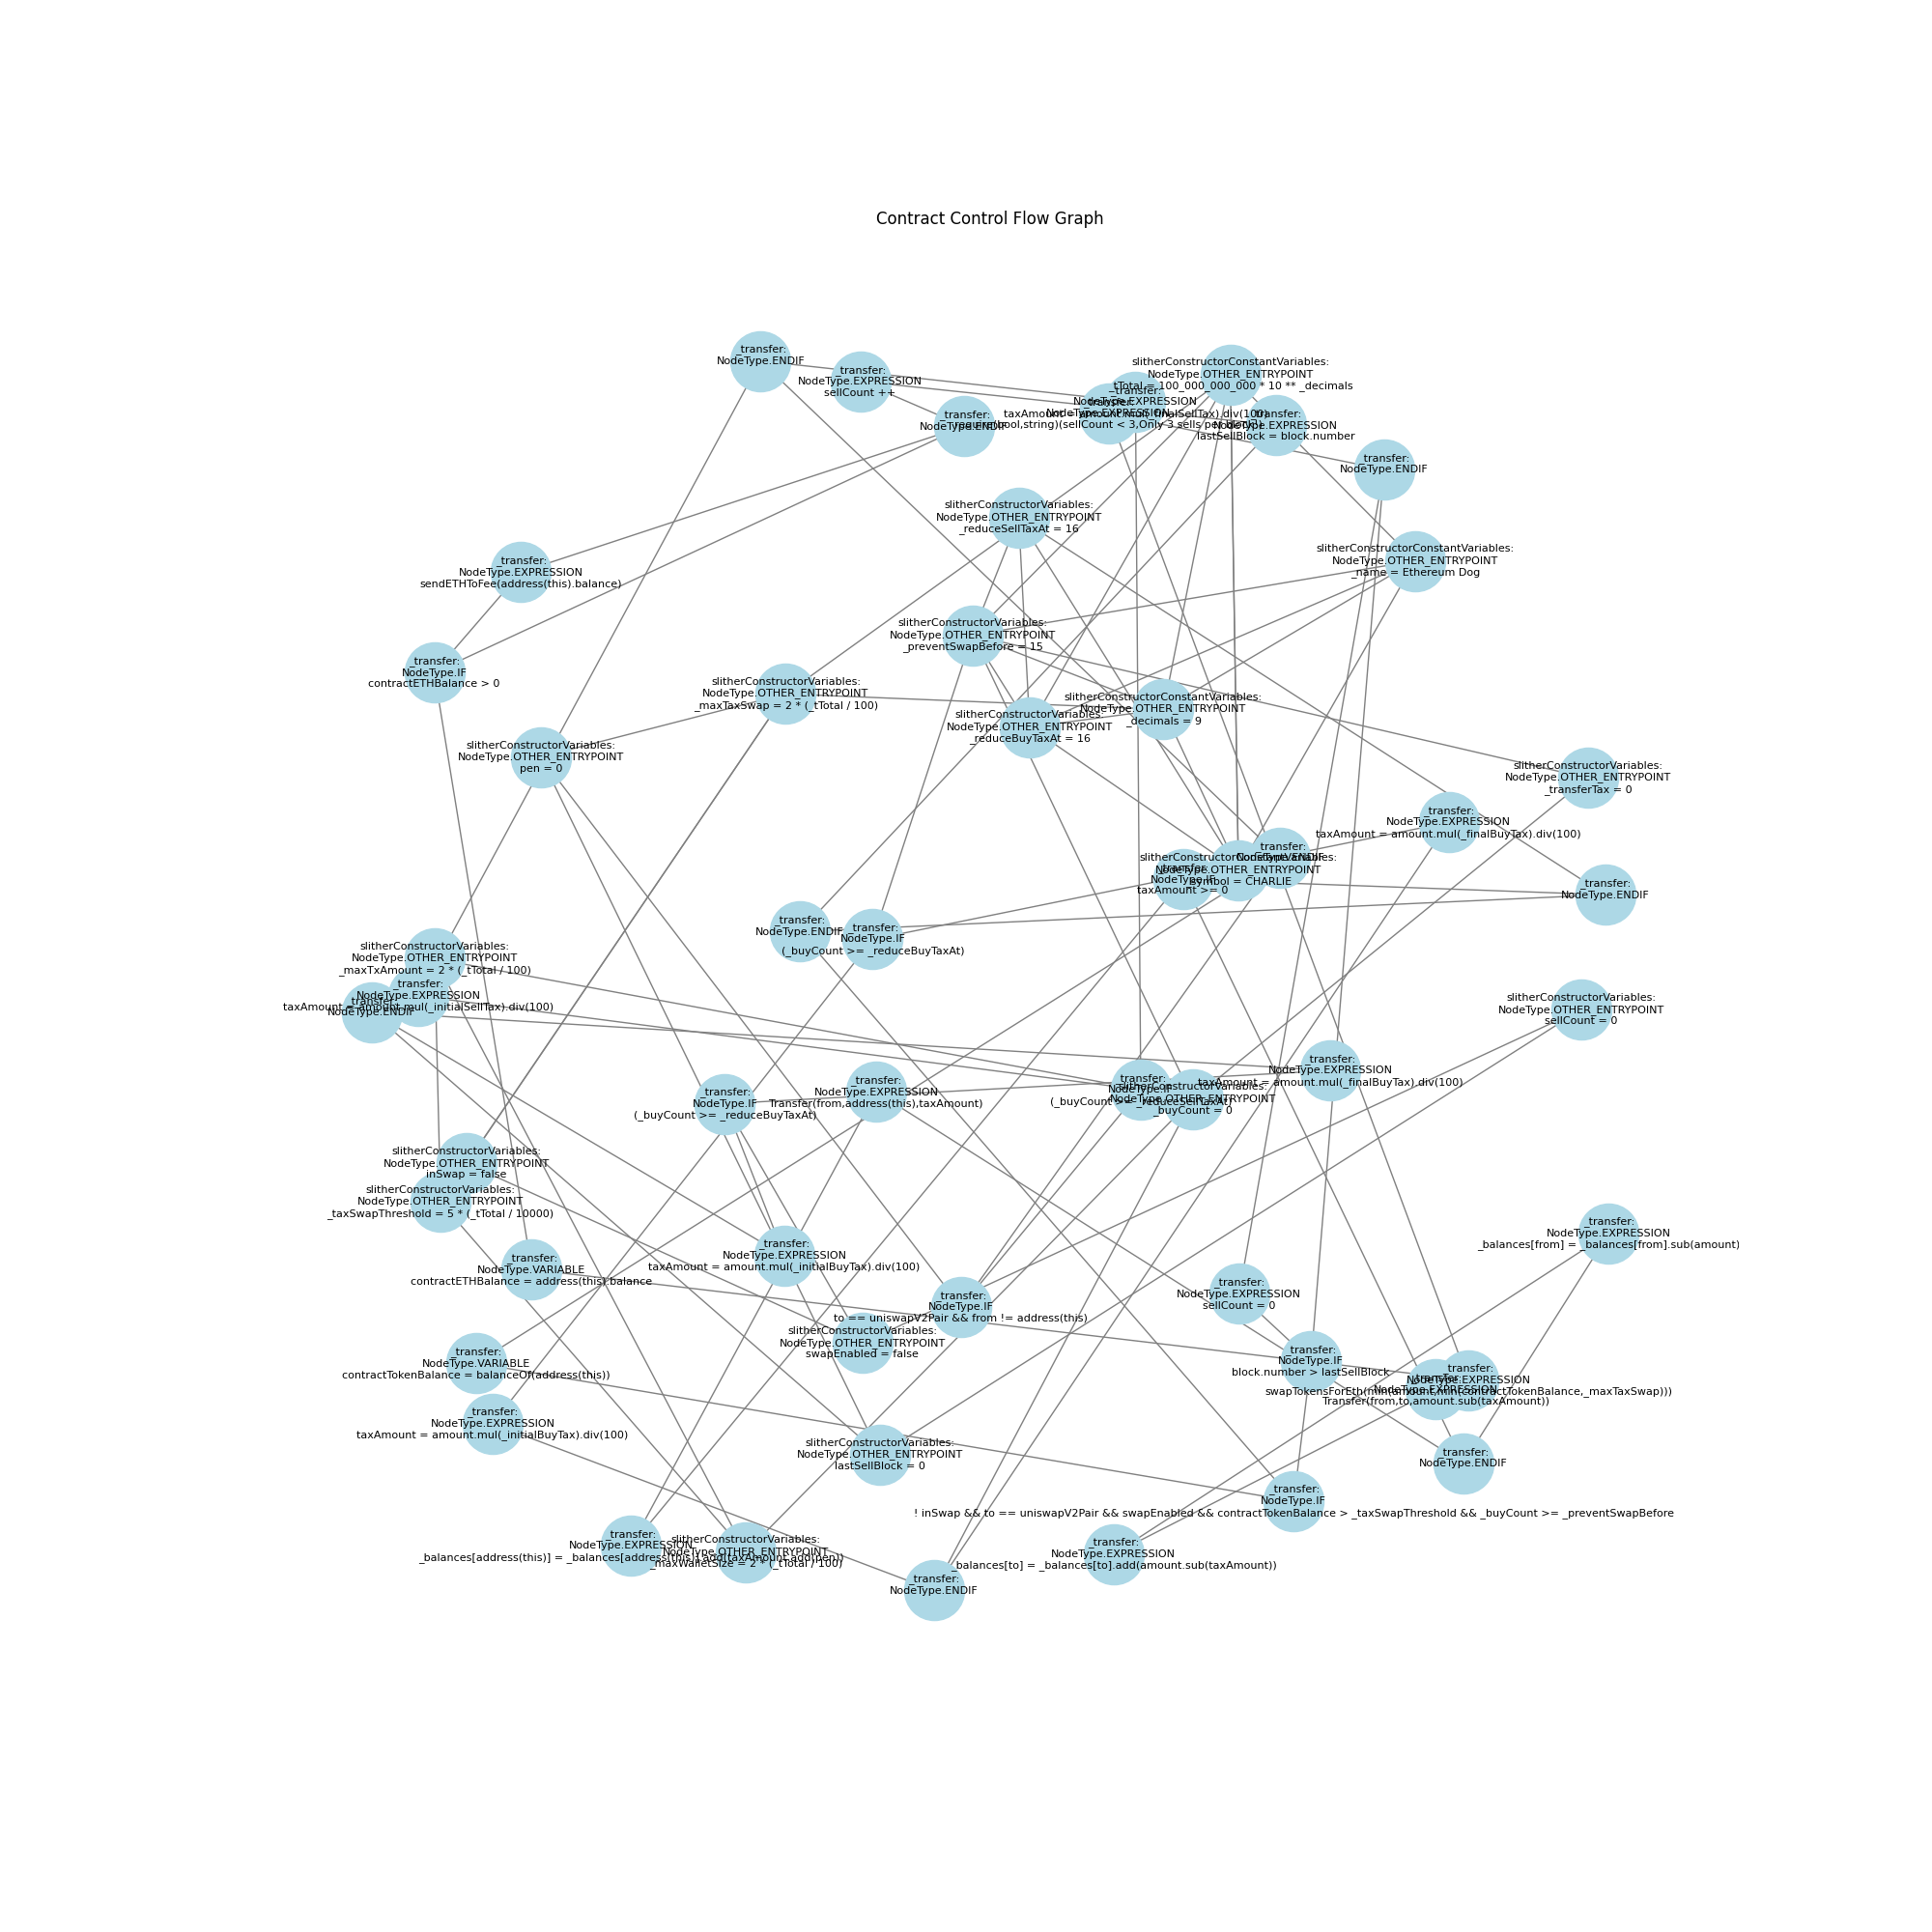 Contract Control Flow Graph
_transfer:
NodeType.ENDIF
_transfer:
NodeType.EXPRESSION
sellCount ++
slitherConstructorConstantVariables:
NodeType.OTHER_ENTRYPOINT
_tTotal = 100_000_000_000 * 10 ** _decimals
_transfer:
NodeType.EXPRESSION
taxAmount = amount.mul(_finalSellTax).div(100)
_transfer:
NodeType.EXPRESSION
require(bool,string)(sellCount < 3,Only 3 sells per block!)
_transfer:
NodeType.ENDIF
_transfer:
NodeType.EXPRESSION
lastSellBlock = block.number
_transfer:
NodeType.ENDIF
slitherConstructorVariables:
NodeType.OTHER_ENTRYPOINT
_reduceSellTaxAt = 16
slitherConstructorConstantVariables:
NodeType.OTHER_ENTRYPOINT
_name = Ethereum Dog
_transfer:
NodeType.EXPRESSION
sendETHToFee(address(this).balance)
slitherConstructorVariables:
NodeType.OTHER_ENTRYPOINT
_preventSwapBefore = 15
_transfer:
NodeType.IF
contractETHBalance > 0
slitherConstructorVariables:
NodeType.OTHER_ENTRYPOINT
_maxTaxSwap = 2 * (_tTotal / 100)
slitherConstructorConstantVariables:
NodeType.OTHER_ENTRYPOINT
_decimals = 9
slitherConstructorVariables:
NodeType.OTHER_ENTRYPOINT
_reduceBuyTaxAt = 16
slitherConstructorVariables:
NodeType.OTHER_ENTRYPOINT
pen = 0
slitherConstructorVariables:
NodeType.OTHER_ENTRYPOINT
_transferTax = 0
_transfer:
NodeType.EXPRESSION
taxAmount = amount.mul(_finalBuyTax).div(100)
_transfer:
NodeType.ENDIF
slitherConstructorConstantVariables:
NodeType.OTHER_ENTRYPOINT
_symbol = CHARLIE
_transfer:
NodeType.IF
taxAmount >= 0
_transfer:
NodeType.ENDIF
_transfer:
NodeType.ENDIF
_transfer:
NodeType.IF
(_buyCount >= _reduceBuyTaxAt)
slitherConstructorVariables:
NodeType.OTHER_ENTRYPOINT
_maxTxAmount = 2 * (_tTotal / 100)
_transfer:
NodeType.EXPRESSION
taxAmount = amount.mul(_initialSellTax).div(100)
_transfer:
NodeType.ENDIF
slitherConstructorVariables:
NodeType.OTHER_ENTRYPOINT
sellCount = 0
_transfer:
NodeType.EXPRESSION
taxAmount = amount.mul(_finalBuyTax).div(100)
_transfer:
NodeType.IF
(_buyCount >= _reduceSellTaxAt)
slitherConstructorVariables:
NodeType.OTHER_ENTRYPOINT
_buyCount = 0
_transfer:
NodeType.EXPRESSION
Transfer(from,address(this),taxAmount)
_transfer:
NodeType.IF
(_buyCount >= _reduceBuyTaxAt)
slitherConstructorVariables:
NodeType.OTHER_ENTRYPOINT
inSwap = false
slitherConstructorVariables:
NodeType.OTHER_ENTRYPOINT
_taxSwapThreshold = 5 * (_tTotal / 10000)
_transfer:
NodeType.EXPRESSION
_balances[from] = _balances[from].sub(amount)
_transfer:
NodeType.EXPRESSION
taxAmount = amount.mul(_initialBuyTax).div(100)
_transfer:
NodeType.VARIABLE
contractETHBalance = address(this).balance
_transfer:
NodeType.EXPRESSION
sellCount = 0
_transfer:
NodeType.IF
to == uniswapV2Pair && from != address(this)
slitherConstructorVariables:
NodeType.OTHER_ENTRYPOINT
swapEnabled = false
_transfer:
NodeType.IF
block.number > lastSellBlock
_transfer:
NodeType.VARIABLE
contractTokenBalance = balanceOf(address(this))
_transfer:
NodeType.EXPRESSION
swapTokensForEth(min(amount,min(contractTokenBalance,_maxTaxSwap)))
_transfer:
NodeType.EXPRESSION
Transfer(from,to,amount.sub(taxAmount))
_transfer:
NodeType.EXPRESSION
taxAmount = amount.mul(_initialBuyTax).div(100)
slitherConstructorVariables:
NodeType.OTHER_ENTRYPOINT
lastSellBlock = 0
_transfer:
NodeType.ENDIF
_transfer:
NodeType.IF
! inSwap && to == uniswapV2Pair && swapEnabled && contractTokenBalance > _taxSwapThreshold && _buyCount >= _preventSwapBefore
_transfer:
NodeType.EXPRESSION
_balances[address(this)] = _balances[address(this)].add(taxAmount.add(pen))
slitherConstructorVariables:
NodeType.OTHER_ENTRYPOINT
_maxWalletSize = 2 * (_tTotal / 100)
_transfer:
NodeType.EXPRESSION
_balances[to] = _balances[to].add(amount.sub(taxAmount))
_transfer:
NodeType.ENDIF